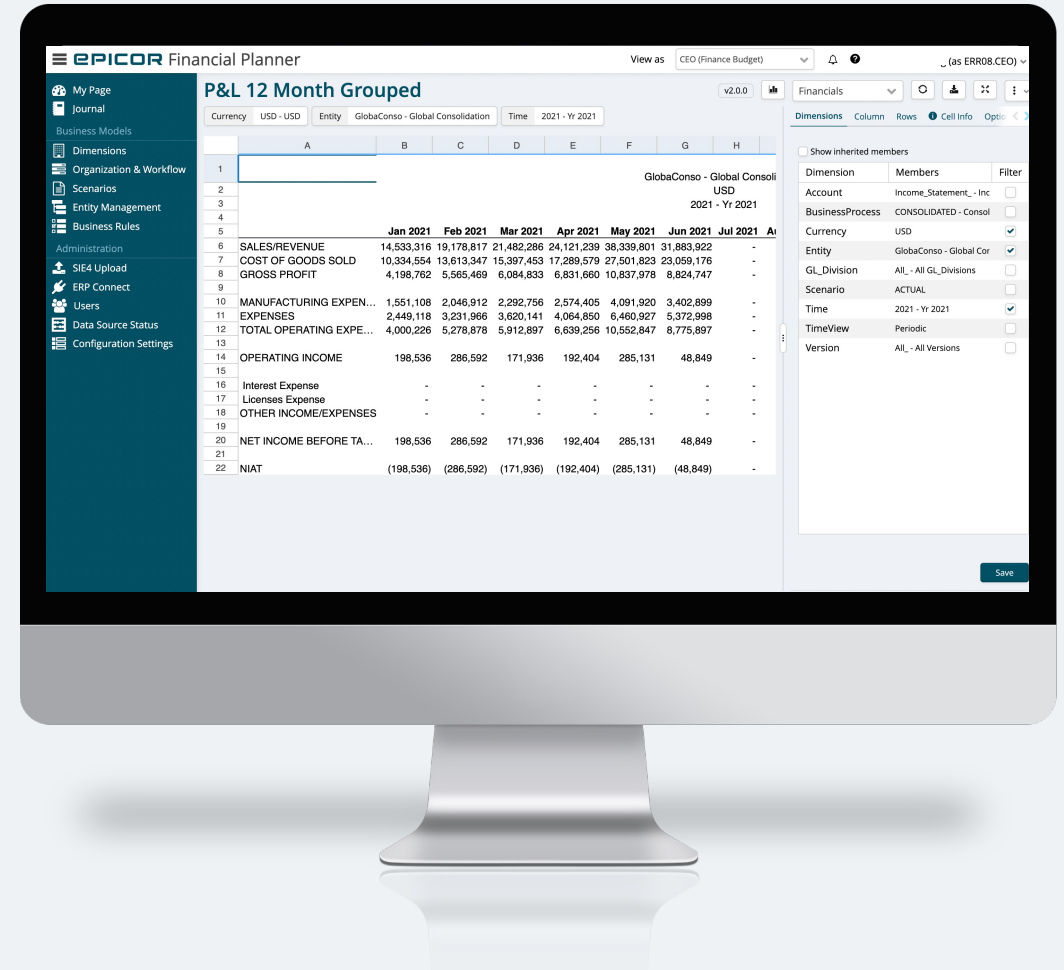 EPICOR Financial Planner View as CEO (Finance Budget) (as ERR08.CEO)
My Page
Journal
Business Models
Dimensions
Organization & Workflow
Scenarios
Entity Management
Business Rules
Administration
SIE4 Upload
ERP Connect
Users
Data Source Status
Configuration Settings
P&L 12 Month Grouped v2.0.0
Currency USD - USD Entity GlobaConso - Global Consolidation Time 2021 - Yr 2021
A B C D E F G H
1 GlobaConso - Global Consoli
2 USD
3 2021 - Yr 2021
4
5 Jan 2021 Feb 2021 Mar 2021 Apr 2021 May 2021 Jun 2021 Jul 2021 Au
6 SALES/REVENUE 14,533,316 19,178,817 21,482,286 24,121,239 38,339,801 31,883,922 -
7 COST OF GOODS SOLD 10,334,554 13,613,347 15,397,453 17,289,579 27,501,823 23,059,176 -
8 GROSS PROFIT 4,198,762 5,565,469 6,084,833 6,831,660 10,837,978 8,824,747 -
9
10 MANUFACTURING EXPEN... 1,551,108 2,046,912 2,292,756 2,574,405 4,091,920 3,402,899 -
11 EXPENSES 2,449,118 3,231,966 3,620,141 4,064,850 6,460,927 5,372,998 -
12 TOTAL OPERATING EXPE... 4,000,226 5,278,878 5,912,897 6,639,256 10,552,847 8,775,897 -
13
14 OPERATING INCOME 198,536 286,592 171,936 192,404 285,131 48,849 -
15
16 Interest Expense - - - - - - -
17 Licenses Expense - - - - - - -
18 OTHER INCOME/EXPENSES - - - - - - -
19
20 NET INCOME BEFORE TA... 198,536 286,592 171,936 192,404 285,131 48,849 -
21
22 NIAT (198,536) (286,592) (171,936) (192,404) (285,131) (48,849) -
Financials
Dimensions Column Rows Cell Info Optio
Show inherited members
Dimension Members Filter
Account Income_Statement_ - Inc
BusinessProcess CONSOLIDATED - Consol
Currency USD
Entity GlobaConso - Global Cor
GL_Division All_ - All GL_Divisions
Scenario ACTUAL
Time 2021 - Yr 2021
TimeView Periodic
Version All_ - All Versions
Save